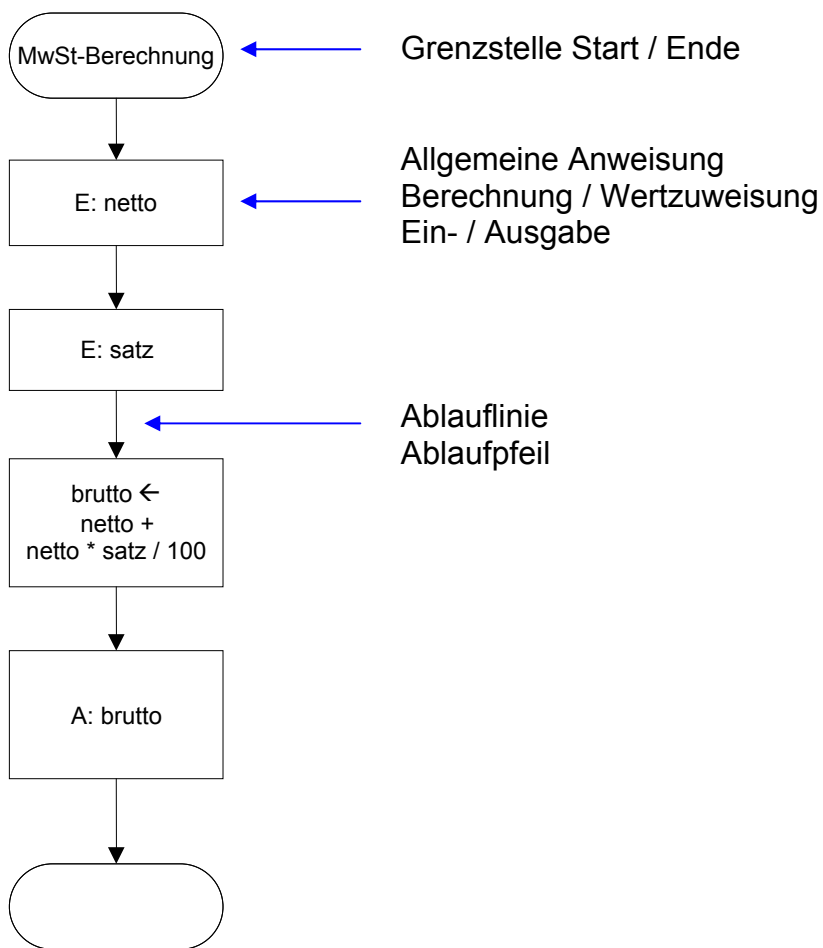 MwSt-Berechnung
Grenzstelle Start / Ende
E: netto
Allgemeine Anweisung
Berechnung / Wertzuweisung
Ein- / Ausgabe
E: satz
Ablauflinie
Ablaufpfeil
brutto ←
netto +
netto * satz / 100
A: brutto